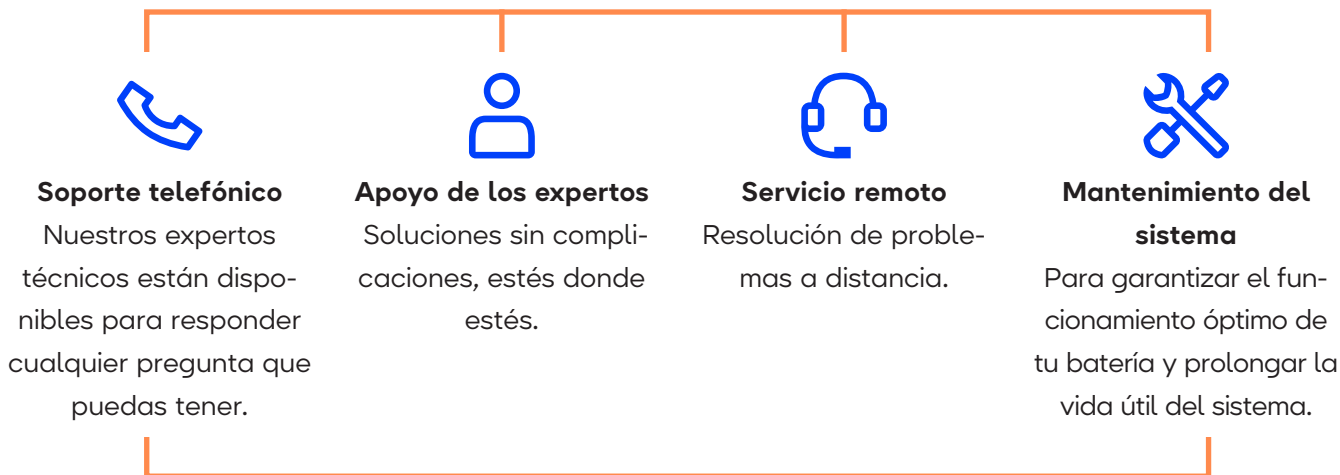 Soporte telefónico
Nuestros expertos
técnicos están dispo-
nibles para responder
cualquier pregunta que
puedas tener.
Apoyo de los expertos
Soluciones sin compli-
caciones, estés donde
estés.
Servicio remoto
Resolución de proble-
mas a distancia.
Mantenimiento del
sistema
Para garantizar el fun-
cionamiento óptimo de
tu batería y prolongar la
vida útil del sistema.